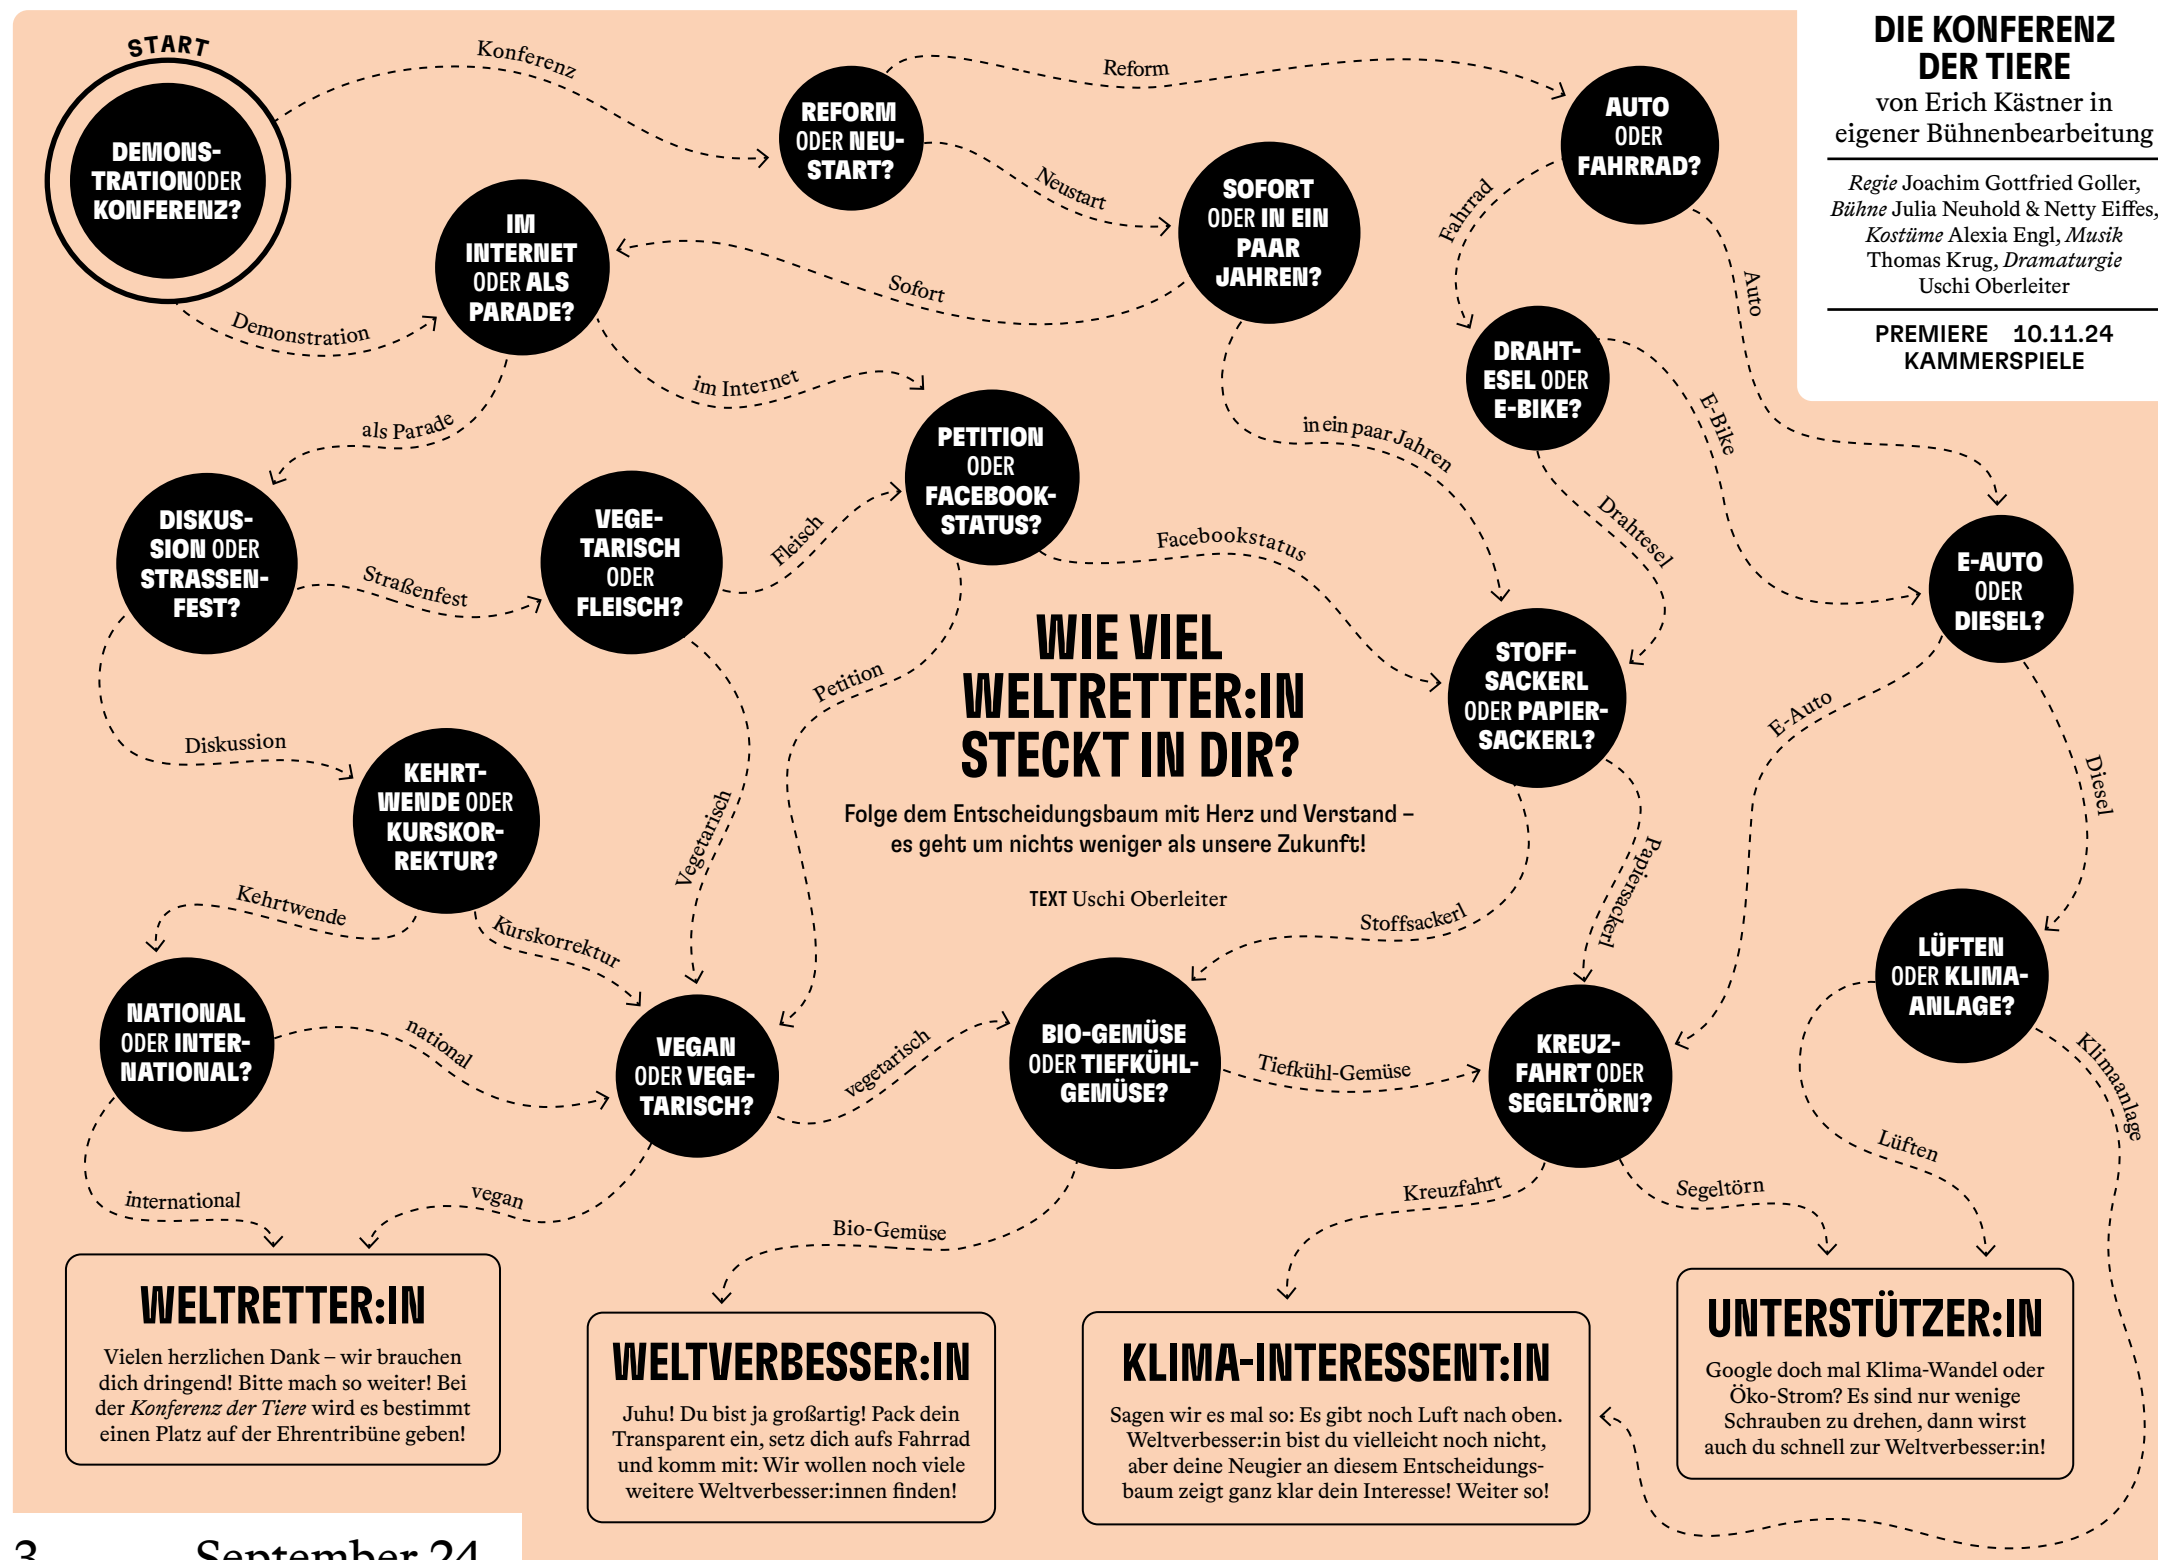 START
DEMONS-
TRATIONODER
KONFERENZ?
Konferenz
Demonstration
REFORM
ODER NEU-
START?
Reform
Neustart
AUTO
ODER
FAHRRAD?
Fahrrad
Auto
IM
INTERNET
ODER ALS
PARADE?
als Parade
im Internet
SOFORT
ODER IN EIN
PAAR
JAHREN?
Sofort
in ein paar Jahren
DRAHT-
ESEL ODER
E-BIKE?
E-Bike
Drahtesel
DIE KONFERENZ
DER TIERE
von Erich Kästner in
eigener Bühnenbearbeitung
Regie Joachim Gottfried Goller,
Bühne Julia Neuhold & Netty Eiffes,
Kostüme Alexia Engl, Musik
Thomas Krug, Dramaturgie
Uschi Oberleiter
PREMIERE 10.11.24
KAMMERSPIELE
DISKUS-
SION ODER
STRASSEN-
FEST?
Straßenfest
Diskussion
VEGE-
TARISCH
ODER
FLEISCH?
Fleisch
Vegetarisch
PETITION
ODER
FACEBOOK-
STATUS?
Facebookstatus
Petition
E-AUTO
ODER
DIESEL?
E-Auto
Diesel
WIE VIEL
WELTRETTER:IN
STECKT IN DIR?
Folge dem Entscheidungsbaum mit Herz und Verstand –
es geht um nichts weniger als unsere Zukunft!
TEXT Uschi Oberleiter
STOFF-
SACKERL
ODER PAPIER-
SACKERL?
Stoffsackerl
Papiersackerl
KEHRT-
WENDE ODER
KURSKOR-
REKTUR?
Kehrtwende
Kurskorrektur
NATIONAL
ODER INTER-
NATIONAL?
national
international
VEGAN
ODER VEGE-
TARISCH?
vegetarisch
vegan
BIO-GEMÜSE
ODER TIEFKÜHL-
GEMÜSE?
Tiefkühl-Gemüse
Bio-Gemüse
KREUZ-
FAHRT ODER
SEGELTÖRN?
Kreuzfahrt
Segeltörn
LÜFTEN
ODER KLIMA-
ANLAGE?
Lüften
Klimaanlage
WELTRETTER:IN
Vielen herzlichen Dank – wir brauchen
dich dringend! Bitte mach so weiter! Bei
der Konferenz der Tiere wird es bestimmt
einen Platz auf der Ehrentribüne geben!
WELTVERBESSER:IN
Juhu! Du bist ja großartig! Pack dein
Transparent ein, setz dich aufs Fahrrad
und komm mit: Wir wollen noch viele
weitere Weltverbesser:innen finden!
KLIMA-INTERESSENT:IN
Sagen wir es mal so: Es gibt noch Luft nach oben.
Weltverbesser:in bist du vielleicht noch nicht,
aber deine Neugier an diesem Entscheidungs-
baum zeigt ganz klar dein Interesse! Weiter so!
UNTERSTÜTZER:IN
Google doch mal Klima-Wandel oder
Öko-Strom? Es sind nur wenige
Schrauben zu drehen, dann wirst
auch du schnell zur Weltverbesser:in!
3 September 24